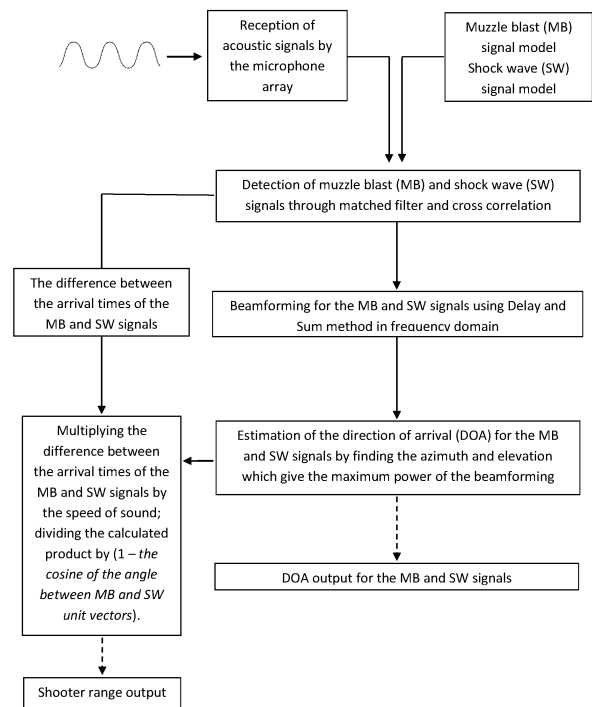 Reception of
acoustic signals by
the microphone
array
Muzzle blast (MB)
signal model
Shock wave (SW)
signal model
Detection of muzzle blast (MB) and shock wave (SW)
signals through matched filter and cross correlation
The difference between
the arrival times of the
MB and SW signals
Beamforming for the MB and SW signals using Delay and
Sum method in frequency domain
Multiplying the
difference between
the arrival times of the
MB and SW signals by
the speed of sound;
dividing the calculated
product by (1 – the
cosine of the angle
between MB and SW
unit vectors).
Estimation of the direction of arrival (DOA) for the MB
and SW signals by finding the azimuth and elevation
which give the maximum power of the beamforming
DOA output for the MB and SW signals
Shooter range output